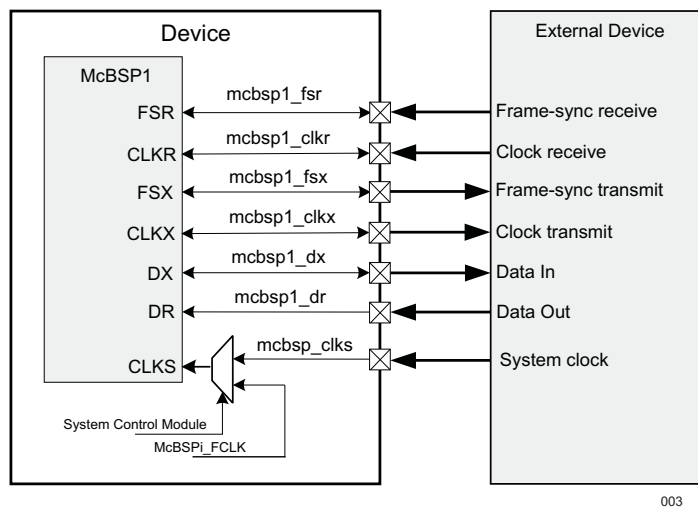 Device
External Device
McBSP1
FSR
mcbsp1_fsr
Frame-sync receive
CLKR
mcbsp1_clkr
Clock receive
FSX
mcbsp1_fsx
Frame-sync transmit
CLKX
mcbsp1_clkx
Clock transmit
DX
mcbsp1_dx
Data In
DR
mcbsp1_dr
Data Out
CLKS
mcbsp_clks
System clock
System Control Module
McBSPi_FCLK
003